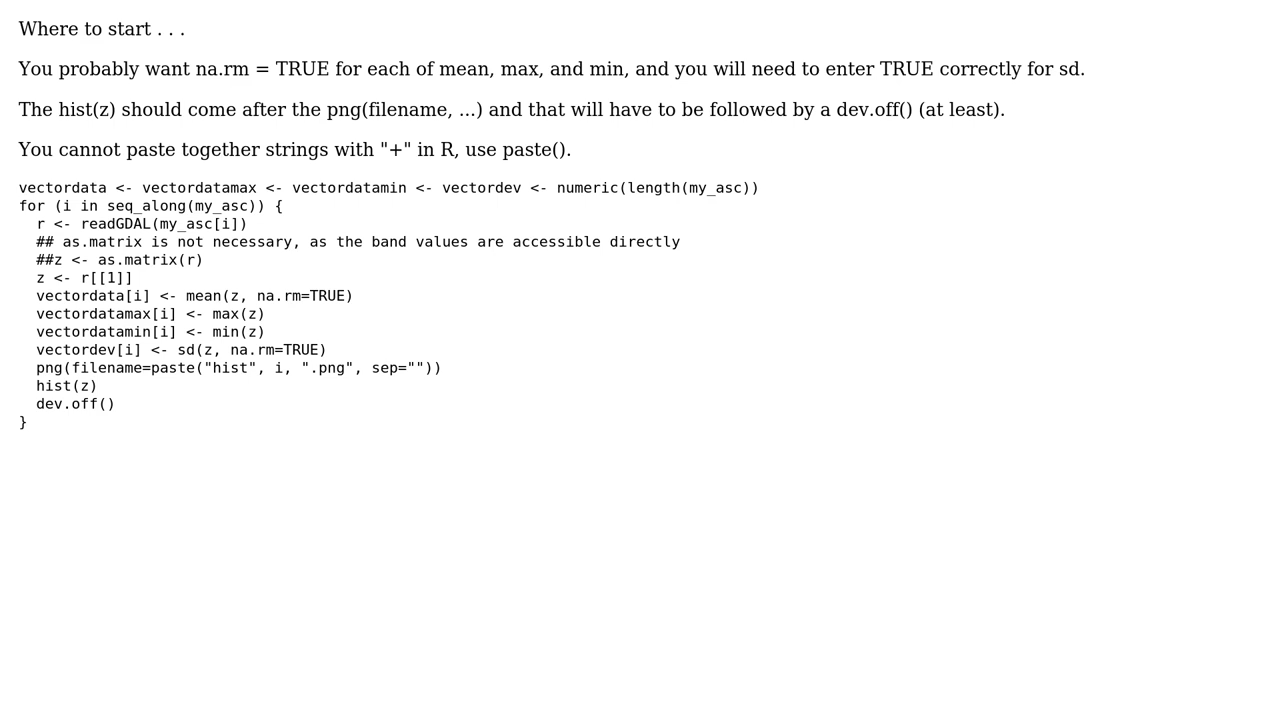 Where to start . . .
You probably want na.rm = TRUE for each of mean, max, and min, and you will need to enter TRUE correctly for sd.
The hist(z) should come after the png(filename, ...) and that will have to be followed by a dev.off() (at least).
You cannot paste together strings with "+" in R, use paste().
vectordata <- vectordatamax <- vectordatamin <- vectordev <- numeric(length(my_asc))
for (i in seq_along(my_asc)) {
  r <- readGDAL(my_asc[i])
  ## as.matrix is not necessary, as the band values are accessible directly
  ##z <- as.matrix(r)
  z <- r[[1]]
  vectordata[i] <- mean(z, na.rm=TRUE)
  vectordatamax[i] <- max(z)
  vectordatamin[i] <- min(z)
  vectordev[i] <- sd(z, na.rm=TRUE)
  png(filename=paste("hist", i, ".png", sep=""))
  hist(z)
  dev.off()
}